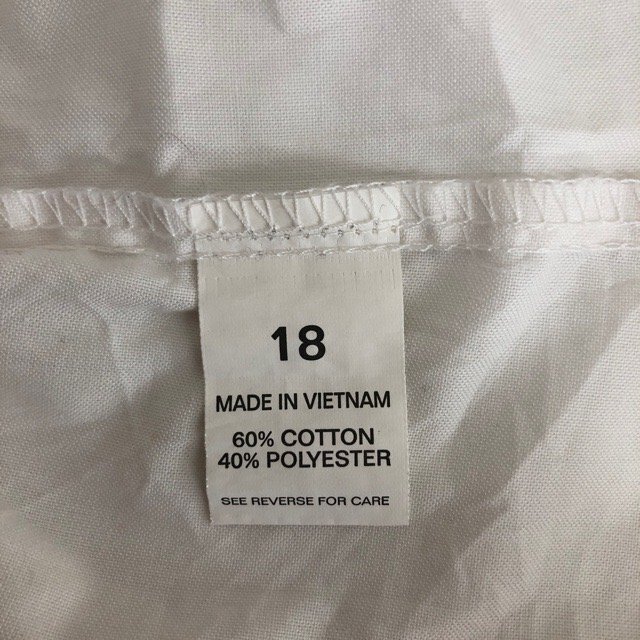 18
MADE IN VIETNAM
60% COTTON
40% POLYESTER
SEE REVERSE FOR CARE